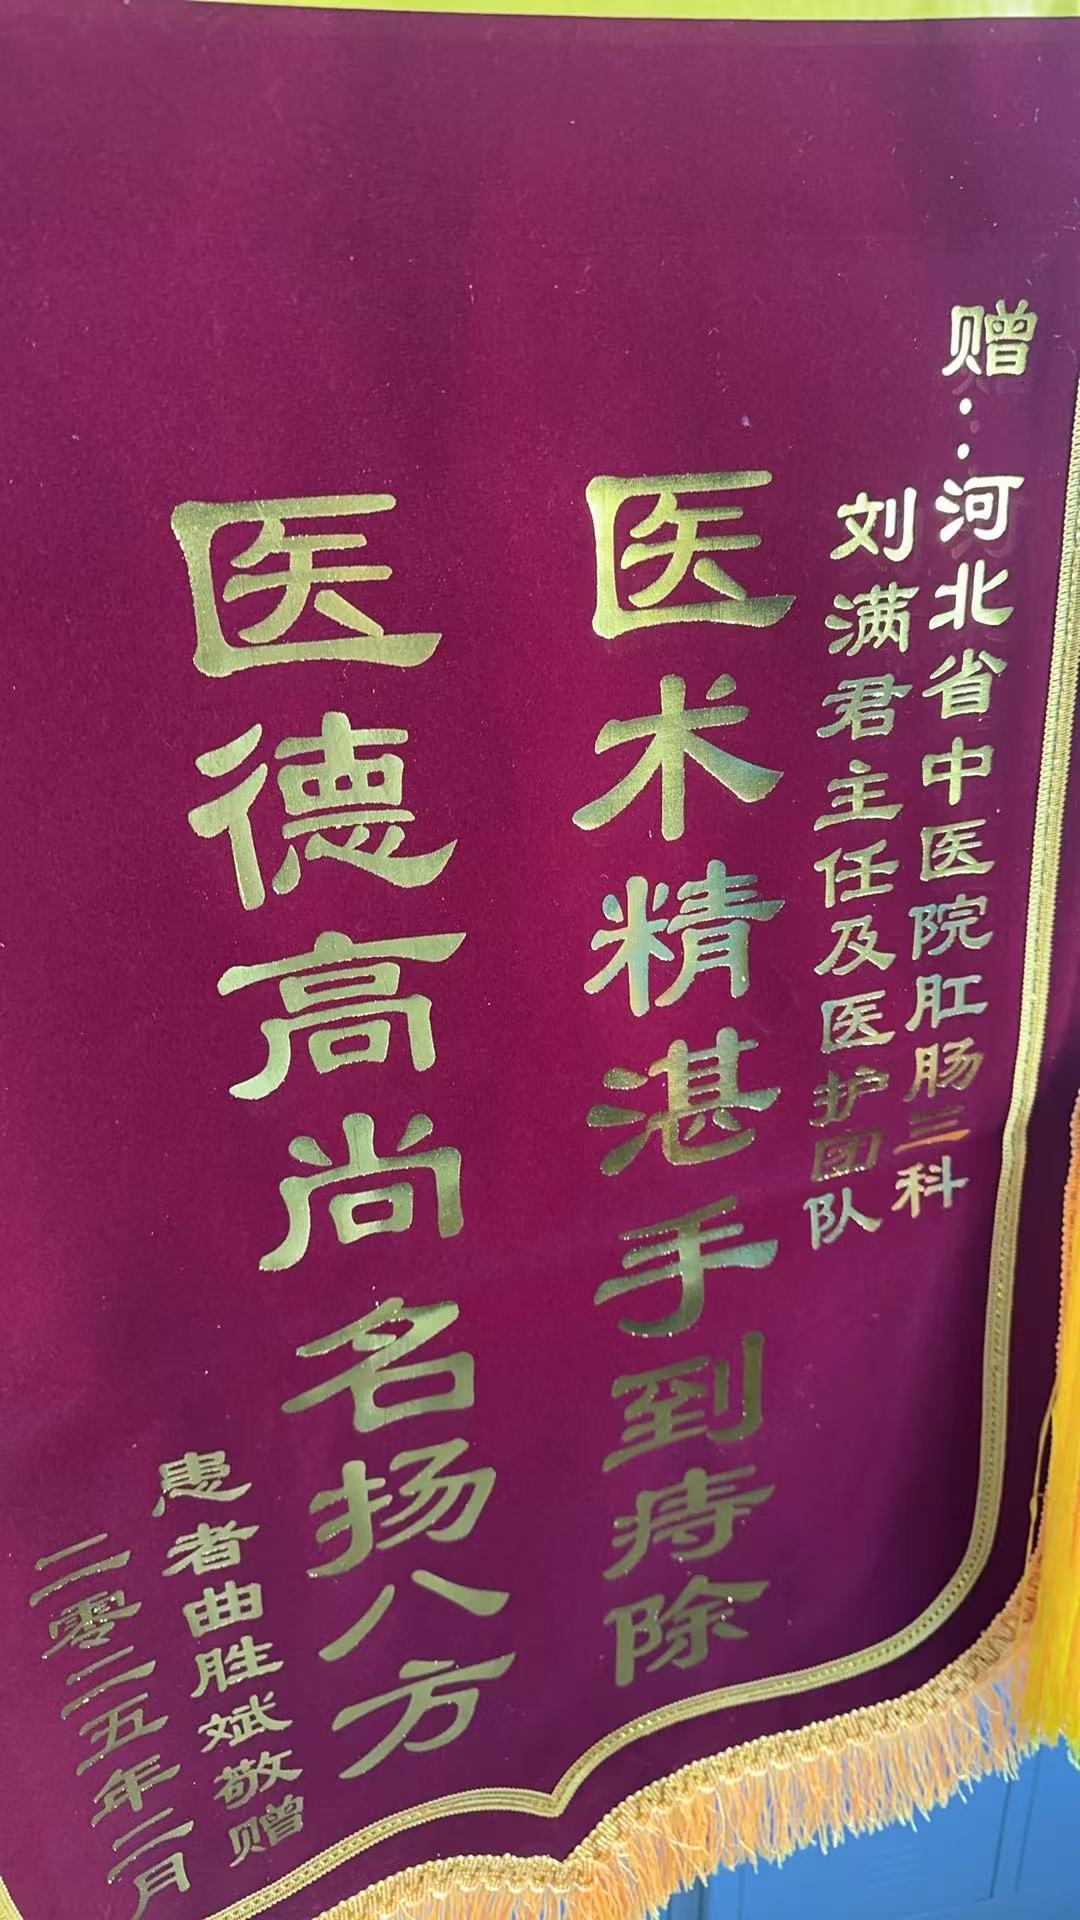 赠:河北省中医院肛肠三科
刘满君主任及医护团队
医术精湛手到痔除
医德高尚名扬八方
患者曲胜斌敬赠
二零二五年二月